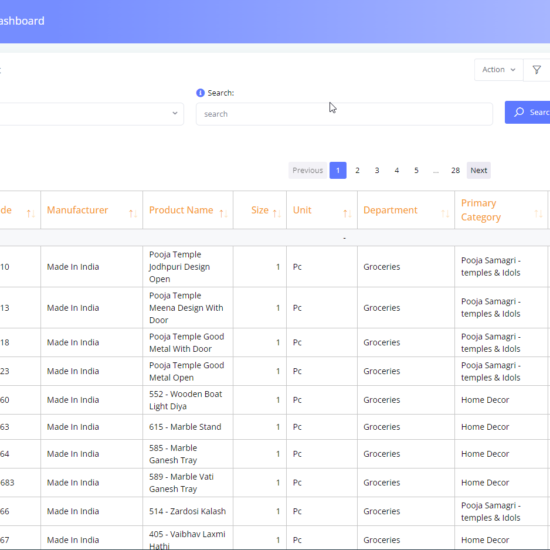 ashboard
Action
Search:
search
Searc
Previous 1 2 3 4 5 ... 28 Next
de Manufacturer Product Name Size Unit Department Primary Category
-
10 Made In India Pooja Temple Jodhpuri Design Open 1 Pc Groceries Pooja Samagri - temples & Idols
13 Made In India Pooja Temple Meena Design With Door 1 Pc Groceries Pooja Samagri - temples & Idols
18 Made In India Pooja Temple Good Metal With Door 1 Pc Groceries Pooja Samagri - temples & Idols
23 Made In India Pooja Temple Good Metal Open 1 Pc Groceries Pooja Samagri - temples & Idols
60 Made In India 552 - Wooden Boat Light Diya 1 Pc Groceries Home Decor
63 Made In India 615 - Marble Stand 1 Pc Groceries Home Decor
64 Made In India 585 - Marble Ganesh Tray 1 Pc Groceries Home Decor
683 Made In India 589 - Marble Vati Ganesh Tray 1 Pc Groceries Home Decor
66 Made In India 514 - Zardosi Kalash 1 Pc Groceries Pooja Samagri - temples & Idols
67 Made In India 405 - Vaibhav Laxmi Hathi 1 Pc Groceries Home Decor